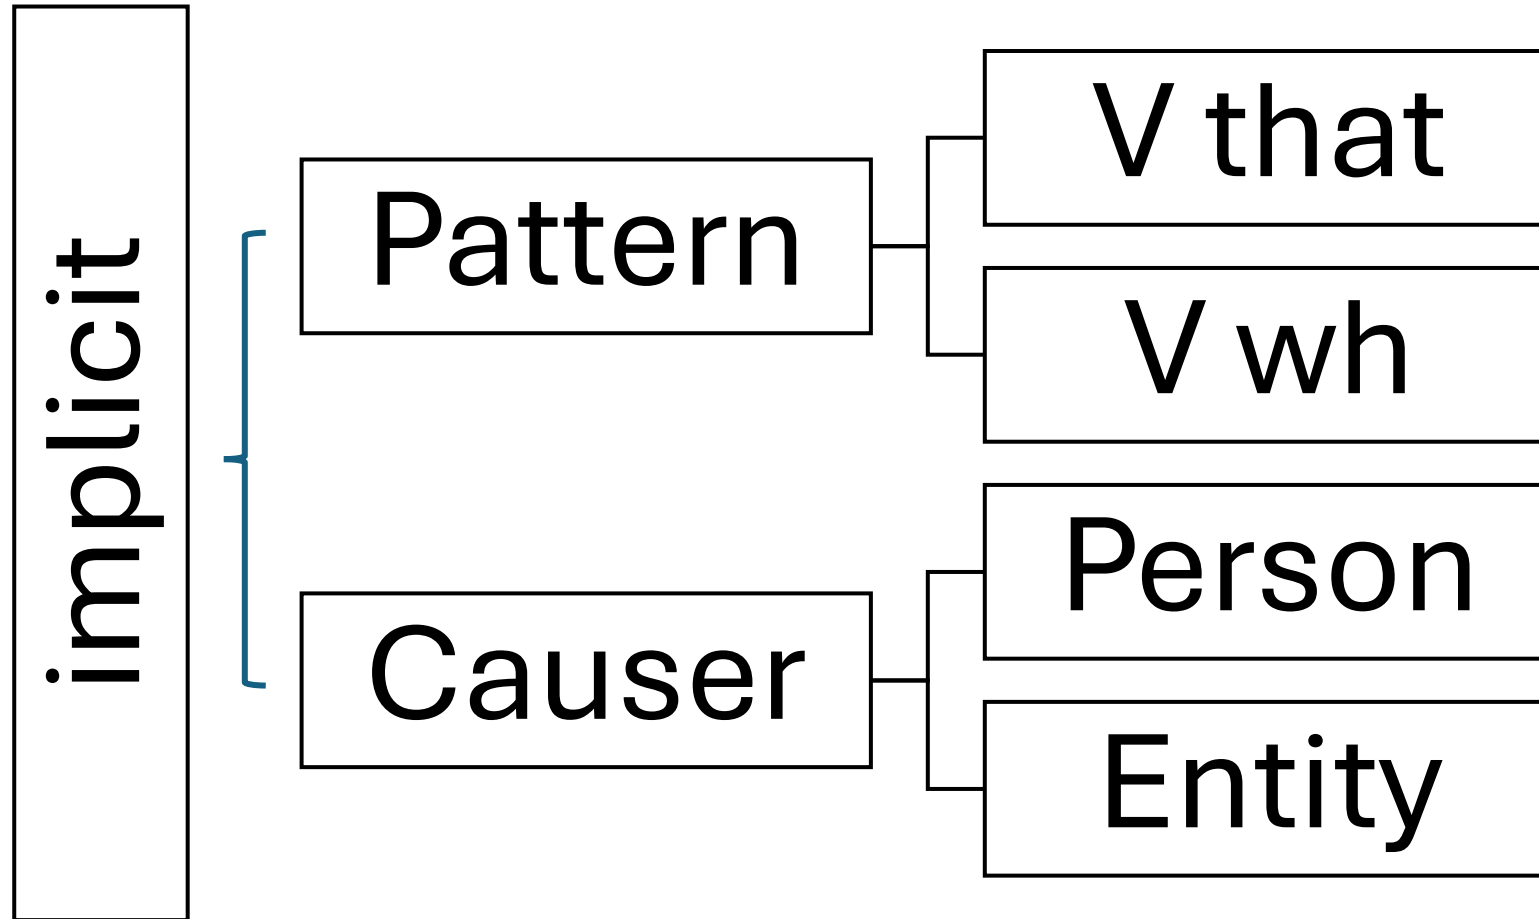 implicit
Pattern
V that
V wh
Causer
Person
Entity